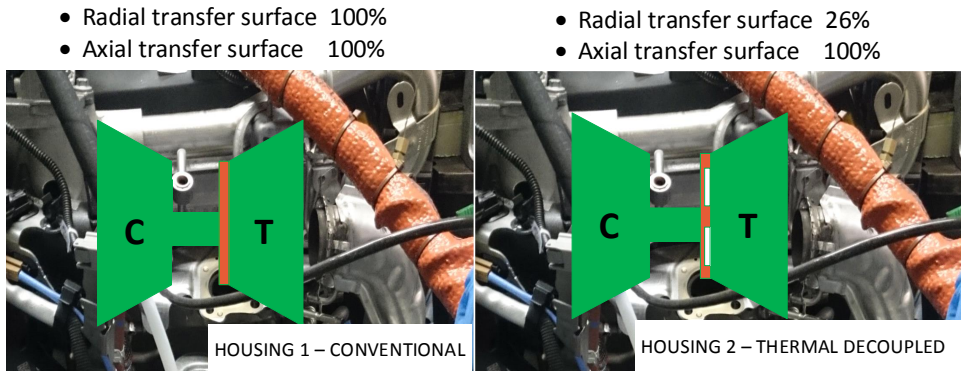 • Radial transfer surface 100%
• Axial transfer surface 100%
C T
HOUSING 1 – CONVENTIONAL
• Radial transfer surface 26%
• Axial transfer surface 100%
C T
HOUSING 2 – THERMAL DECOUPLED